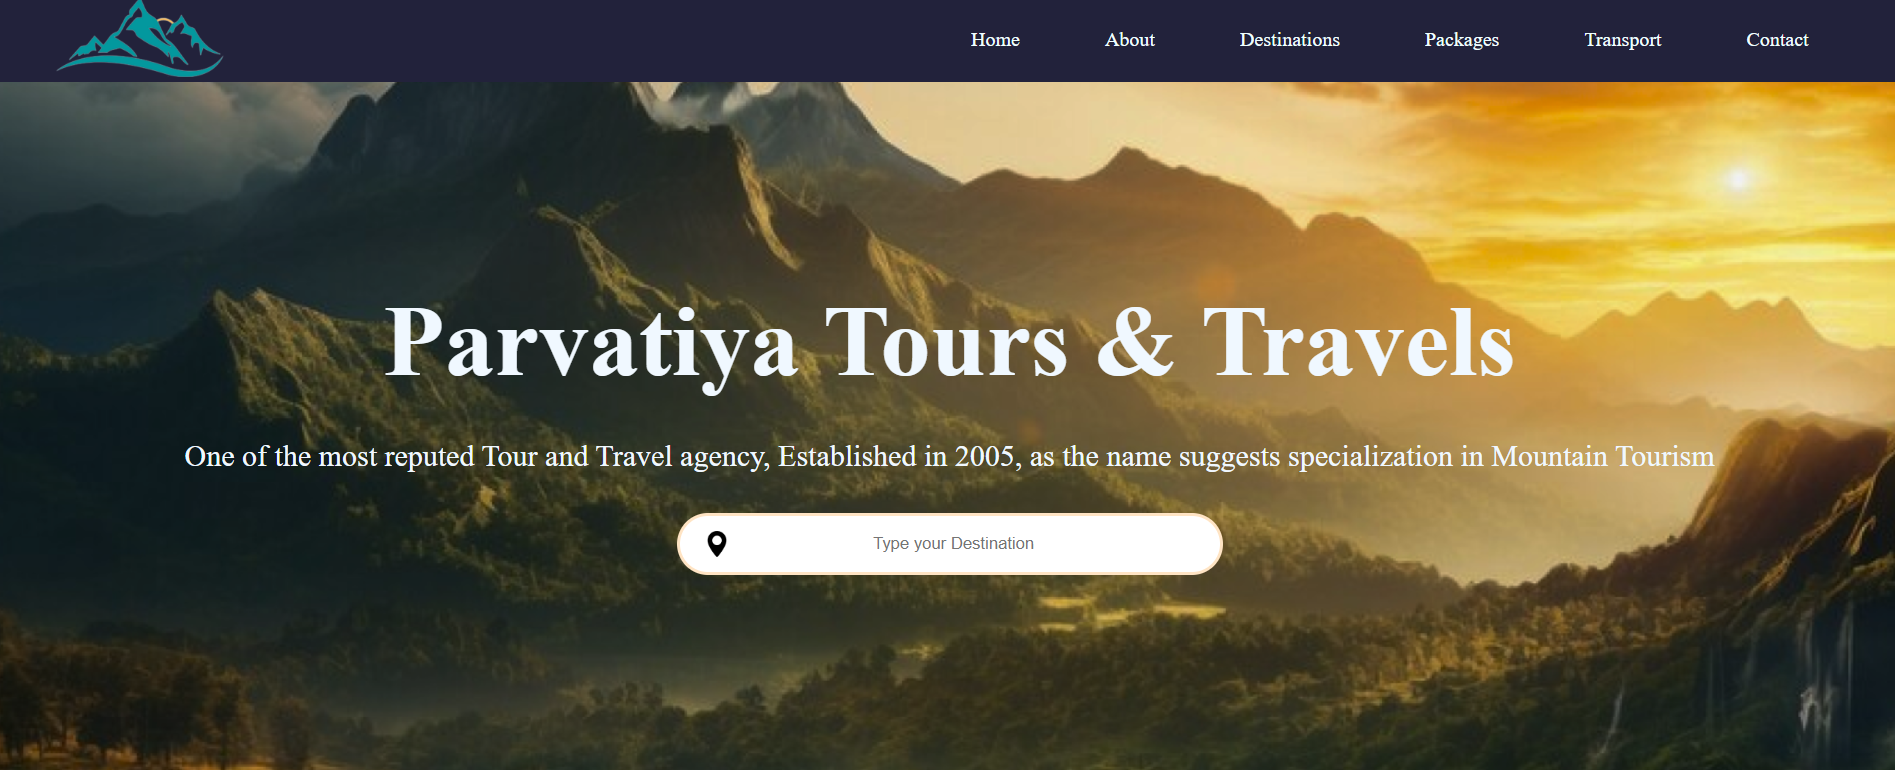 Home About Destinations Packages Transport Contact
Parvatiya Tours & Travels
One of the most reputed Tour and Travel agency, Established in 2005, as the name suggests specialization in Mountain Tourism
Type your Destination